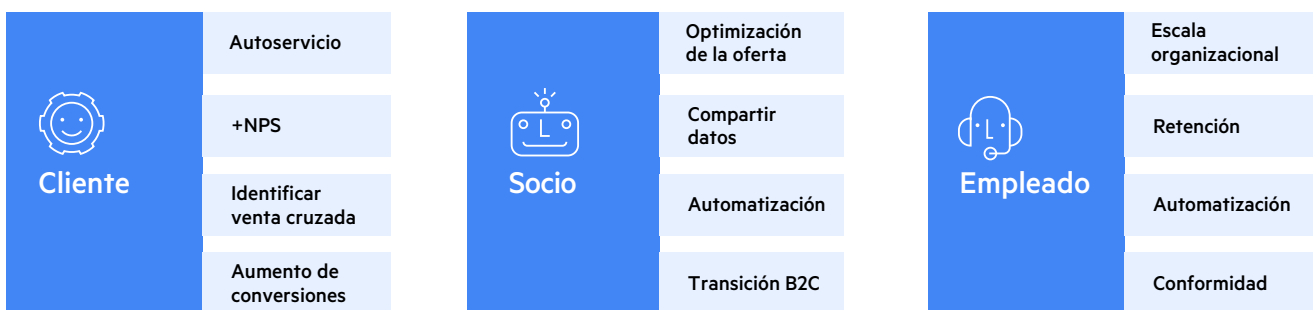 Cliente
Autoservicio
+NPS
Identificar
venta cruzada
Aumento de
conversiones
Socio
Optimización
de la oferta
Compartir
datos
Automatización
Transición B2C
Empleado
Escala
organizacional
Retención
Automatización
Conformidad